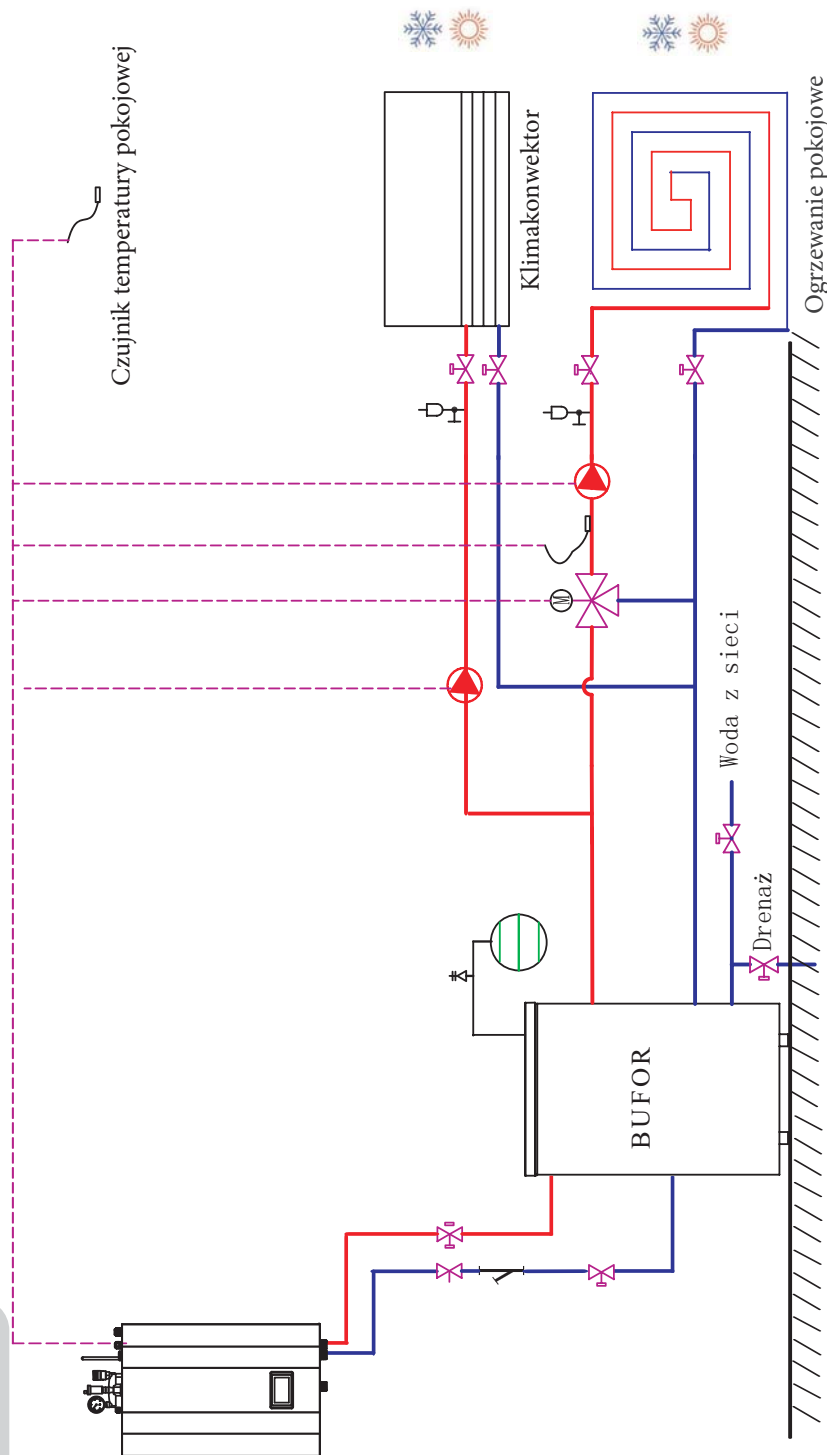 Czujnik temperatury pokojowej
Klimakonwektor
Ogrzewanie pokojowe
M
Woda z sieci
Drenaż
BUFOR